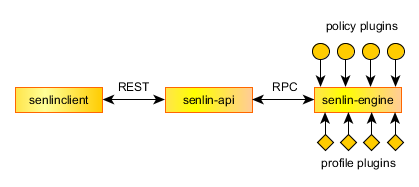 policy plugins
REST
RPC
senlinclient
senlin-api
senlin-engine
profile plugins